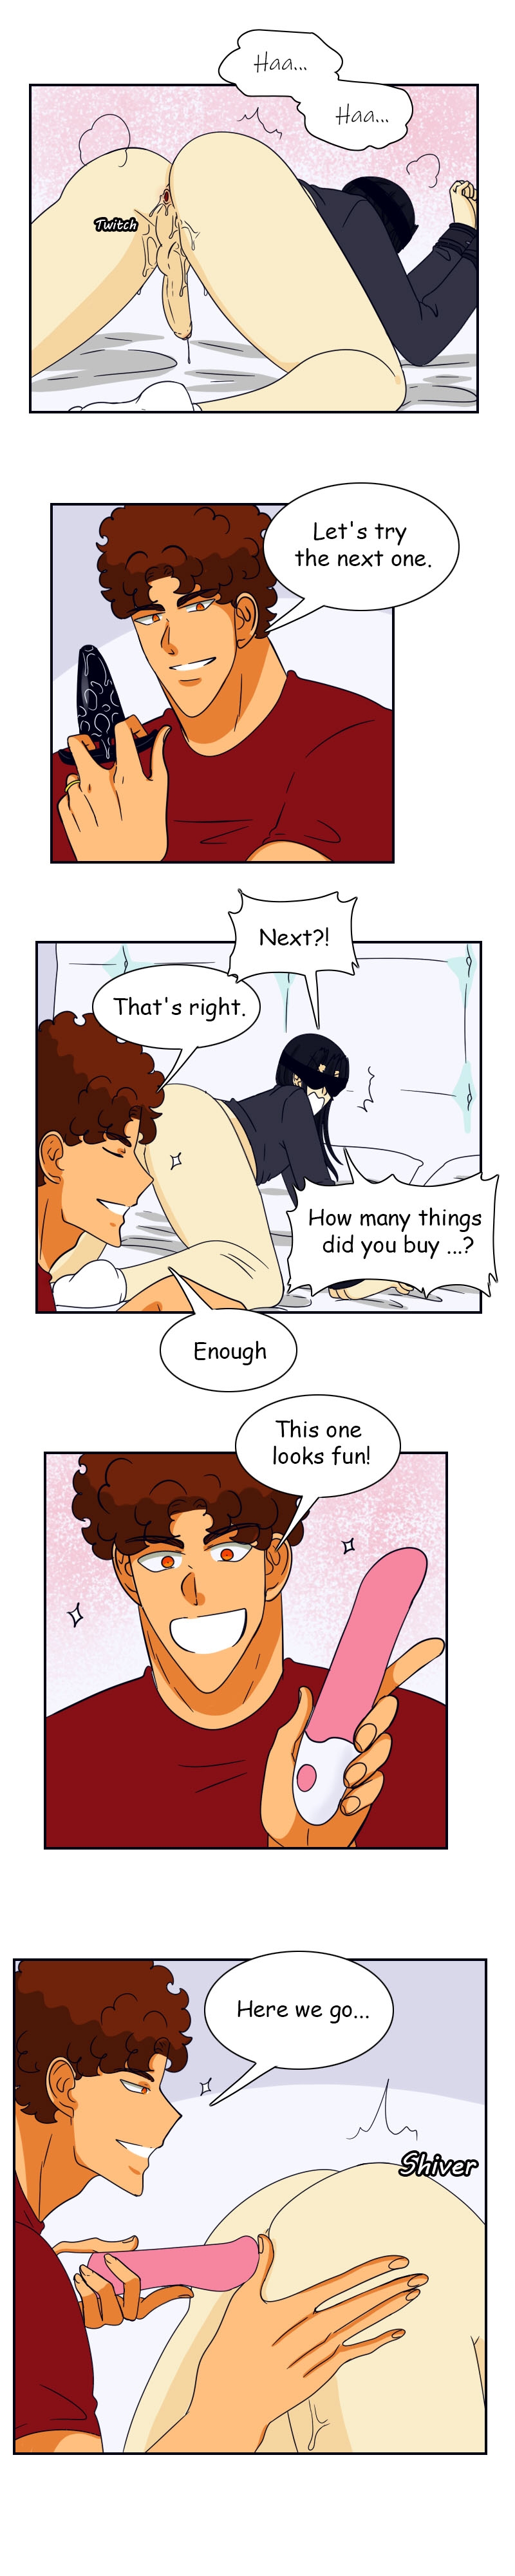 Haa...
Haa...
Twitch
Let's try
the next one.
Next?!
That's right.
How many things
did you buy ...?
Enough
This one
looks fun!
Here we go...
Shiver